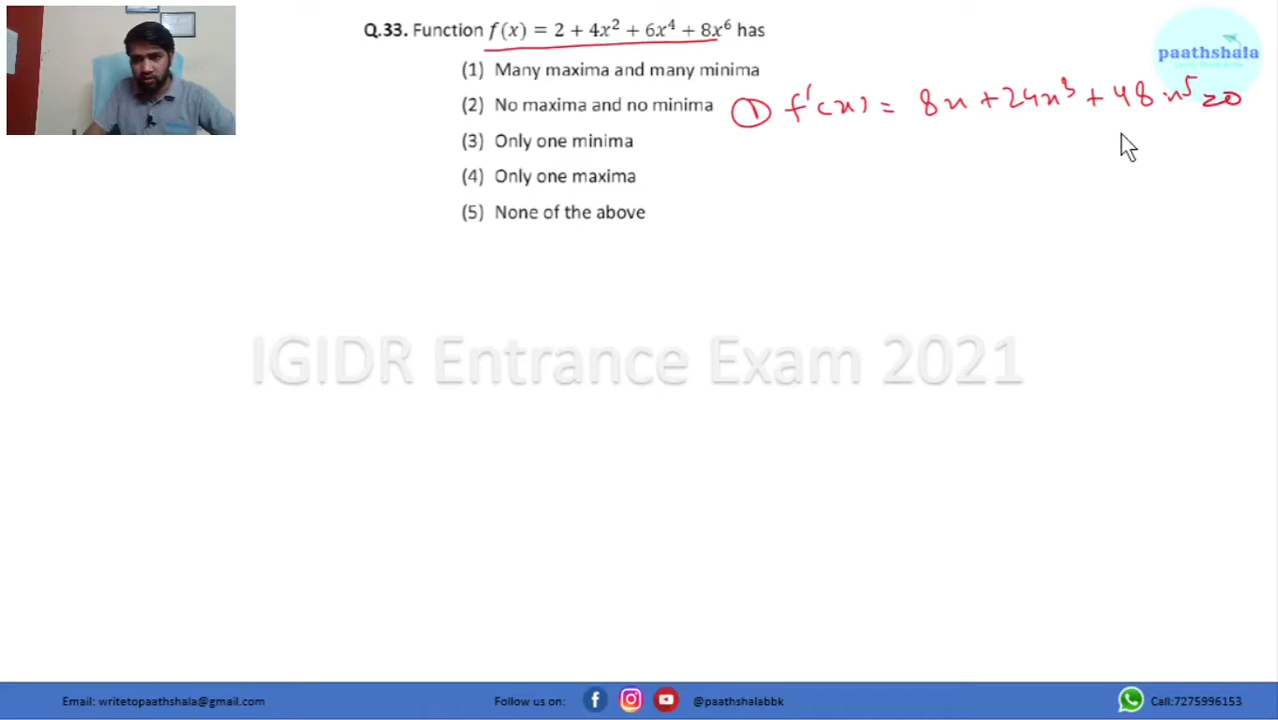 Q.33. Function f(x) = 2 + 4x² + 6x⁴ + 8x⁶ has
(1) Many maxima and many minima
(2) No maxima and no minima
① f'(x) = 8x + 24x³ + 48x⁵ = 0
(3) Only one minima
(4) Only one maxima
(5) None of the above
paathshala
IGIDR Entrance Exam 2021
Email: writetopaathshala@gmail.com
Follow us on:
@paathshalabbk
Call:7275996153